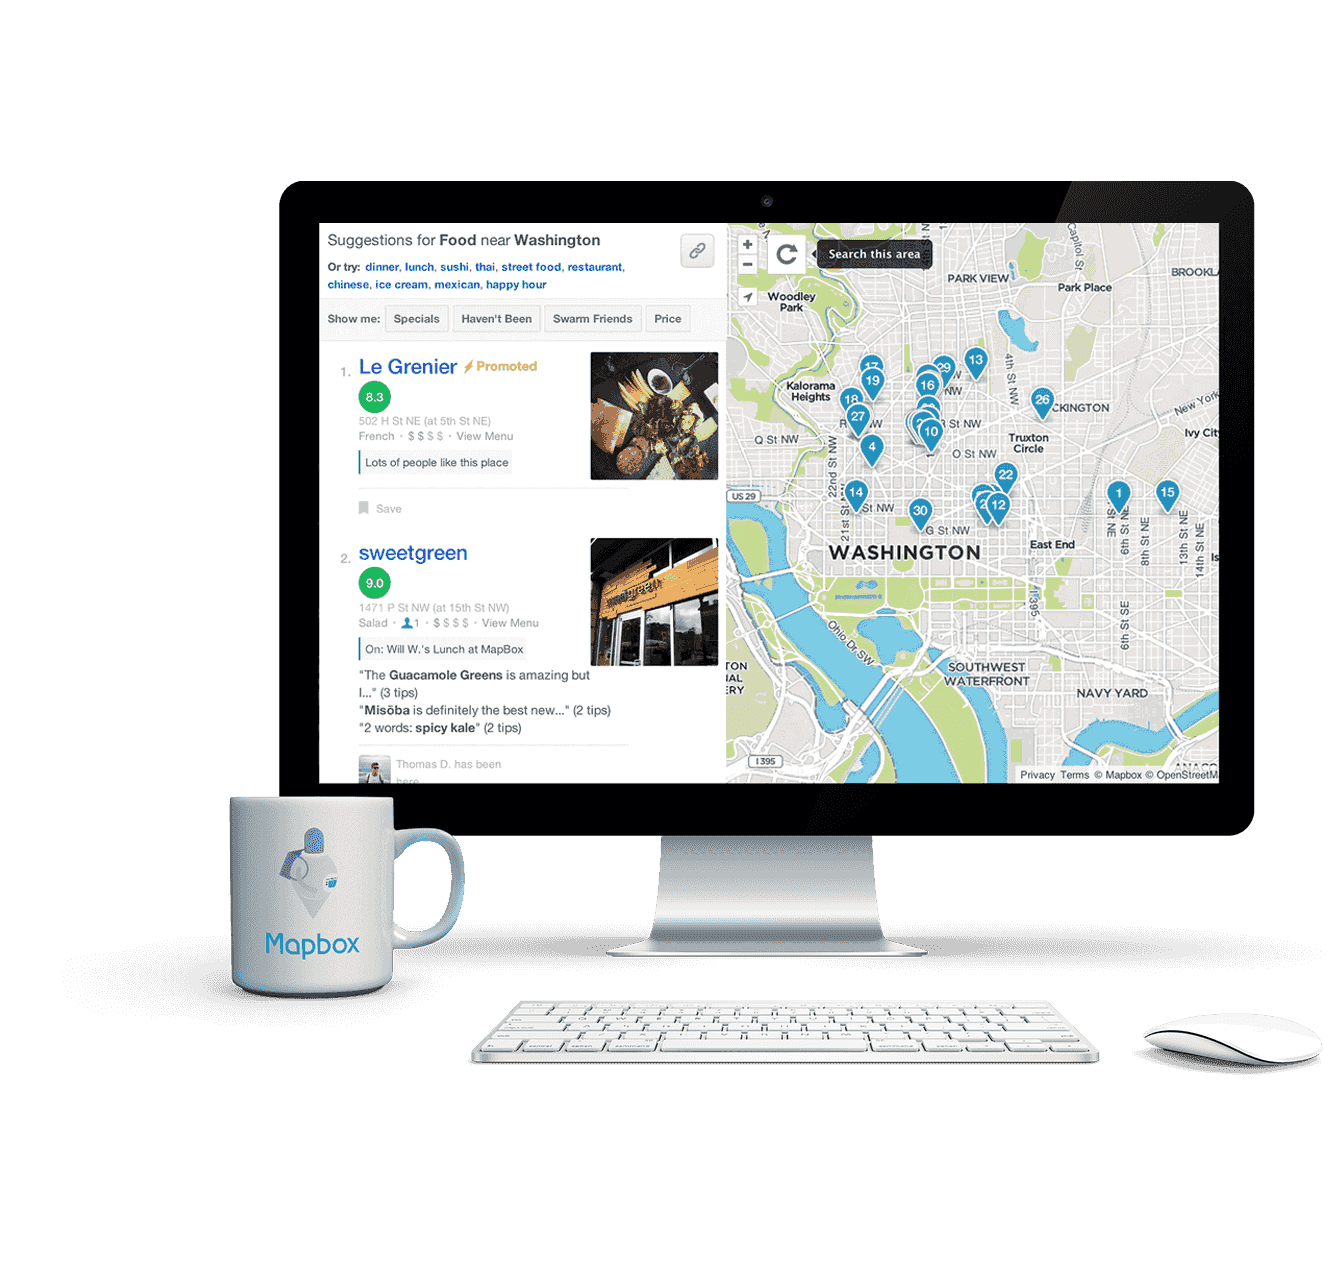 Suggestions for Food near Washington
Or try: dinner, lunch, sushi, thai, street food, restaurant,
chinese, ice cream, mexican, happy hour
Show me: Specials Haven't Been Swarm Friends Price
1. Le Grenier Promoted
8.3
502 H St NE (at 5th St NE)
French · $ $ $ $ · View Menu
Lots of people like this place
Save
2. sweetgreen
9.0
1471 P St NW (at 15th St NW)
Salad · 1 · $ $ $ $ · View Menu
On: Will W.'s Lunch at MapBox
"The Guacamole Greens is amazing but
I..." (3 tips)
"Misōba is definitely the best new..." (2 tips)
"2 words: spicy kale" (2 tips)
Thomas D. has been
here
sweetgreen
+
−
Search this area
Woodley
Park
PARK VIEW
Capitol St
Park Place
4th St NW
Kalorama
Heights
17
19
18
27
4
14
29
16
10
13
26
22
12
30
1
15
Q St NW
R St NW
O St NW
22nd St NW
21st St NW
G St NW
Truxton
Circle
New York
Ivy City
US 29
WASHINGTON
East End
6th St NE
8th St NE
13th St NE
14th St NE
I 395
6th St SE
Ohio Dr SW
SOUTHWEST
WATERFRONT
NAVY YARD
I 395
Privacy Terms © Mapbox © OpenStreetMa
Mapbox